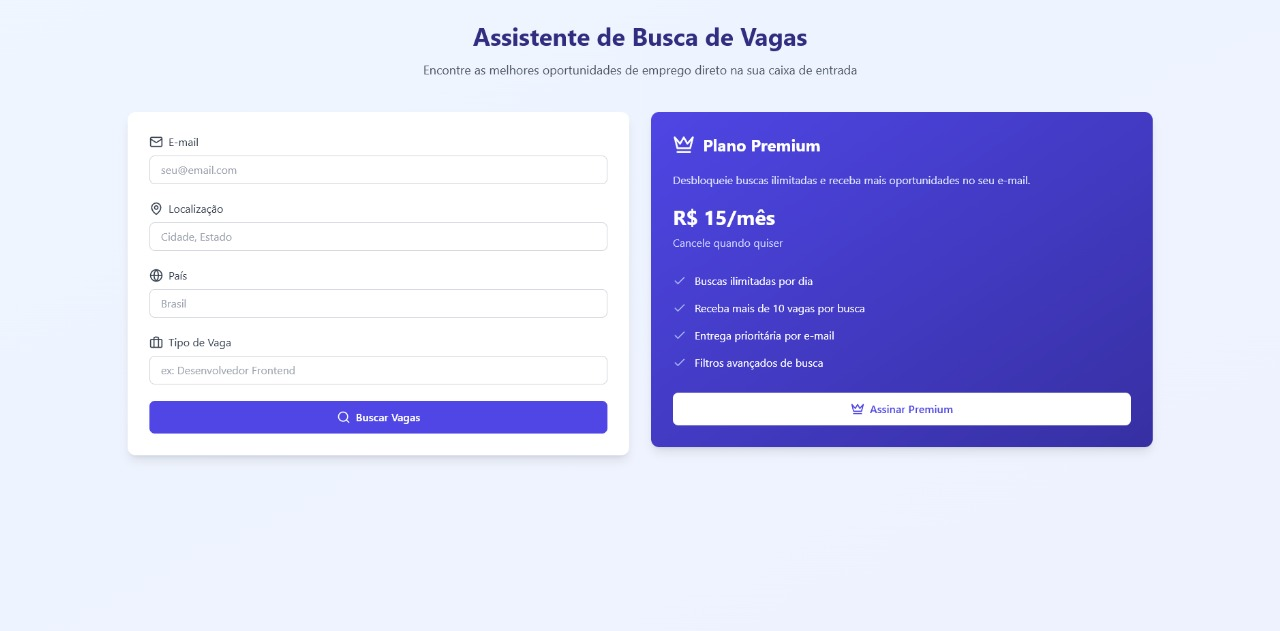 Assistente de Busca de Vagas
Encontre as melhores oportunidades de emprego direto na sua caixa de entrada
E-mail
seu@email.com
Localização
Cidade, Estado
País
Brasil
Tipo de Vaga
ex: Desenvolvedor Frontend
Buscar Vagas
Plano Premium
Desbloqueie buscas ilimitadas e receba mais oportunidades no seu e-mail.
R$ 15/mês
Cancele quando quiser
Buscas ilimitadas por dia
Receba mais de 10 vagas por busca
Entrega prioritária por e-mail
Filtros avançados de busca
Assinar Premium